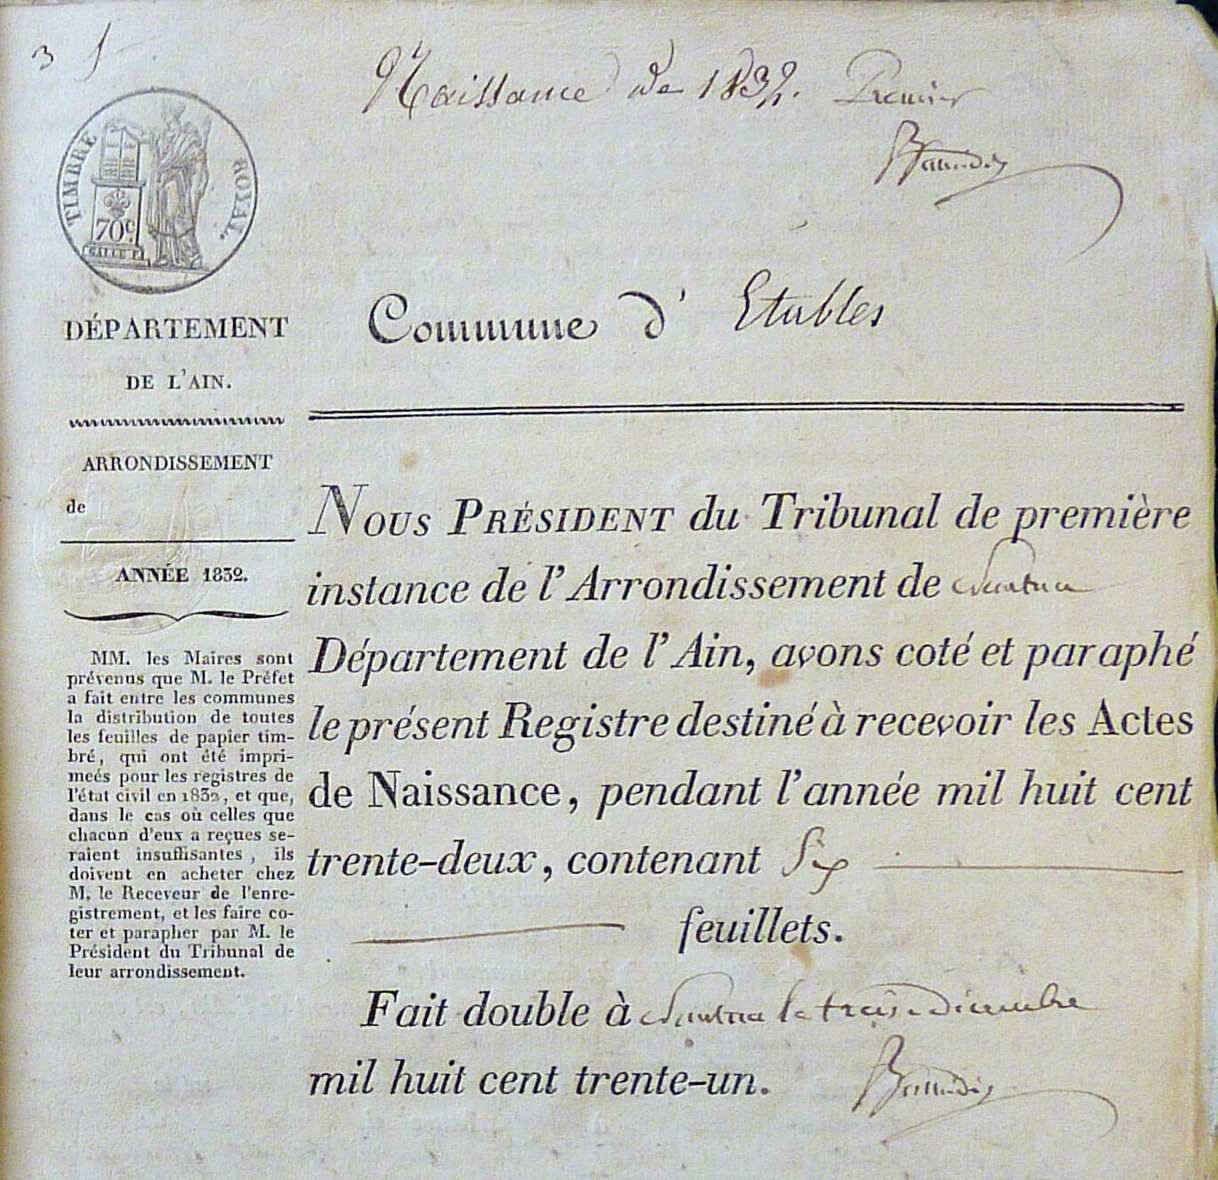 3
Naissance de 1832. Premier
TIMBRE ROYAL.
70c
DÉPARTEMENT
DE L'AIN.
ARRONDISSEMENT
de
ANNÉE 1832.
MM. les Maires sont
prévenus que M. le Préfet
a fait entre les communes
la distribution de toutes
les feuilles de papier tim-
bré, qui ont été impri-
meés pour les registres de
l'état civil en 1832, et que,
dans le cas où celles que
chacun d'eux a reçues se-
raient insuffisantes, ils
doivent en acheter chez
M. le Receveur de l'enre-
gistrement, et les faire co-
ter et parapher par M. le
Président du Tribunal de
leur arrondissement.
Commune d' Etables
NOUS PRÉSIDENT du Tribunal de première
instance de l'Arrondissement de Nantua
Département de l'Ain, avons coté et paraphé
le présent Registre destiné à recevoir les Actes
de Naissance, pendant l'année mil huit cent
trente-deux, contenant Six
feuillets.
Fait double à Nantua le trois décembre
mil huit cent trente-un.